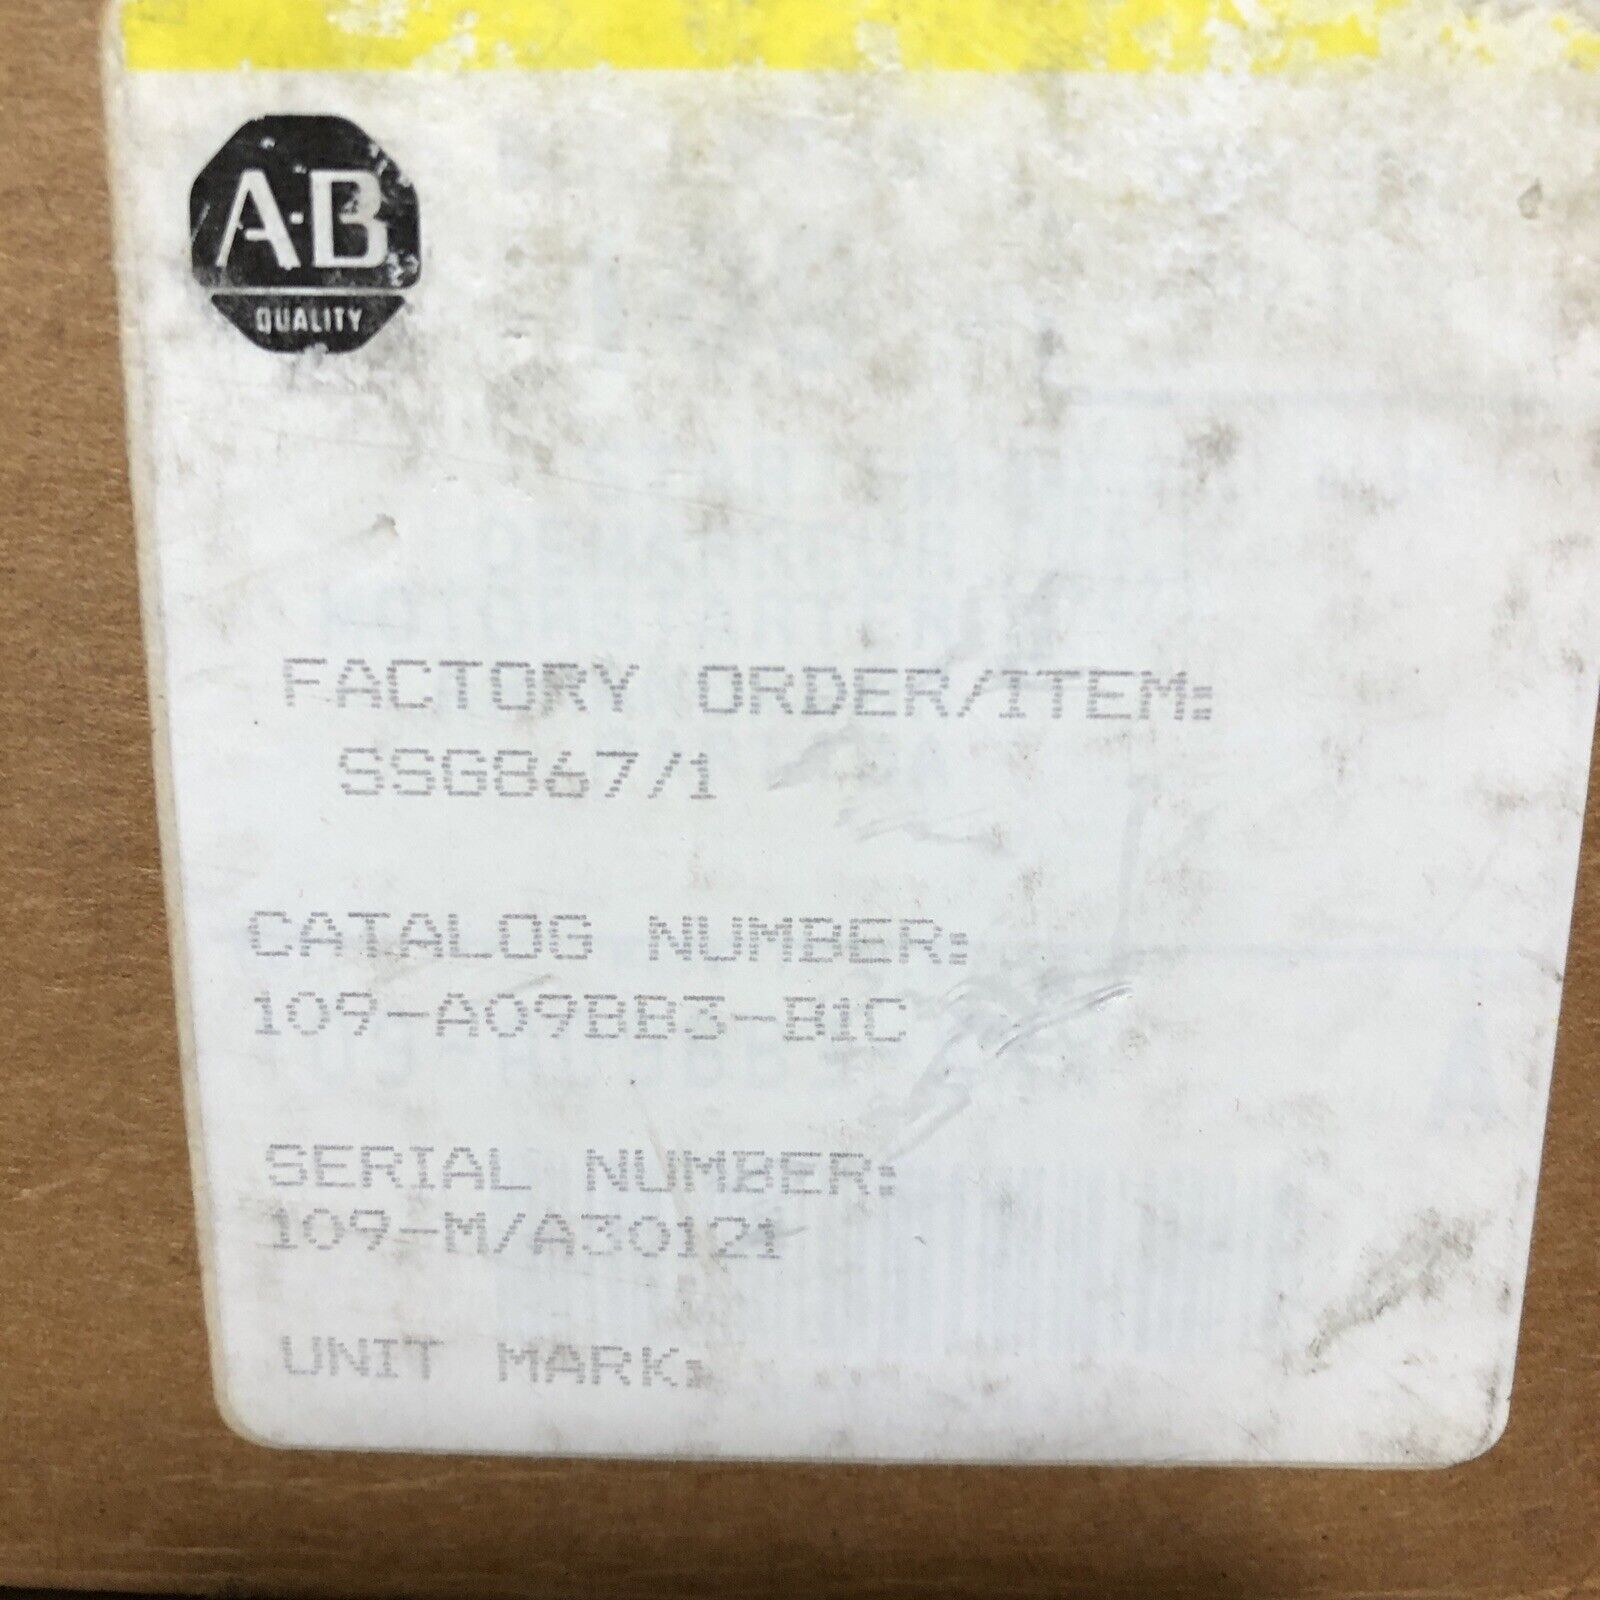 A-B
QUALITY
FACTORY ORDER/ITEM:
SSG867/1
CATALOG NUMBER:
109-A09BB3-B1C
SERIAL NUMBER:
109-M/A30121
UNIT MARK: